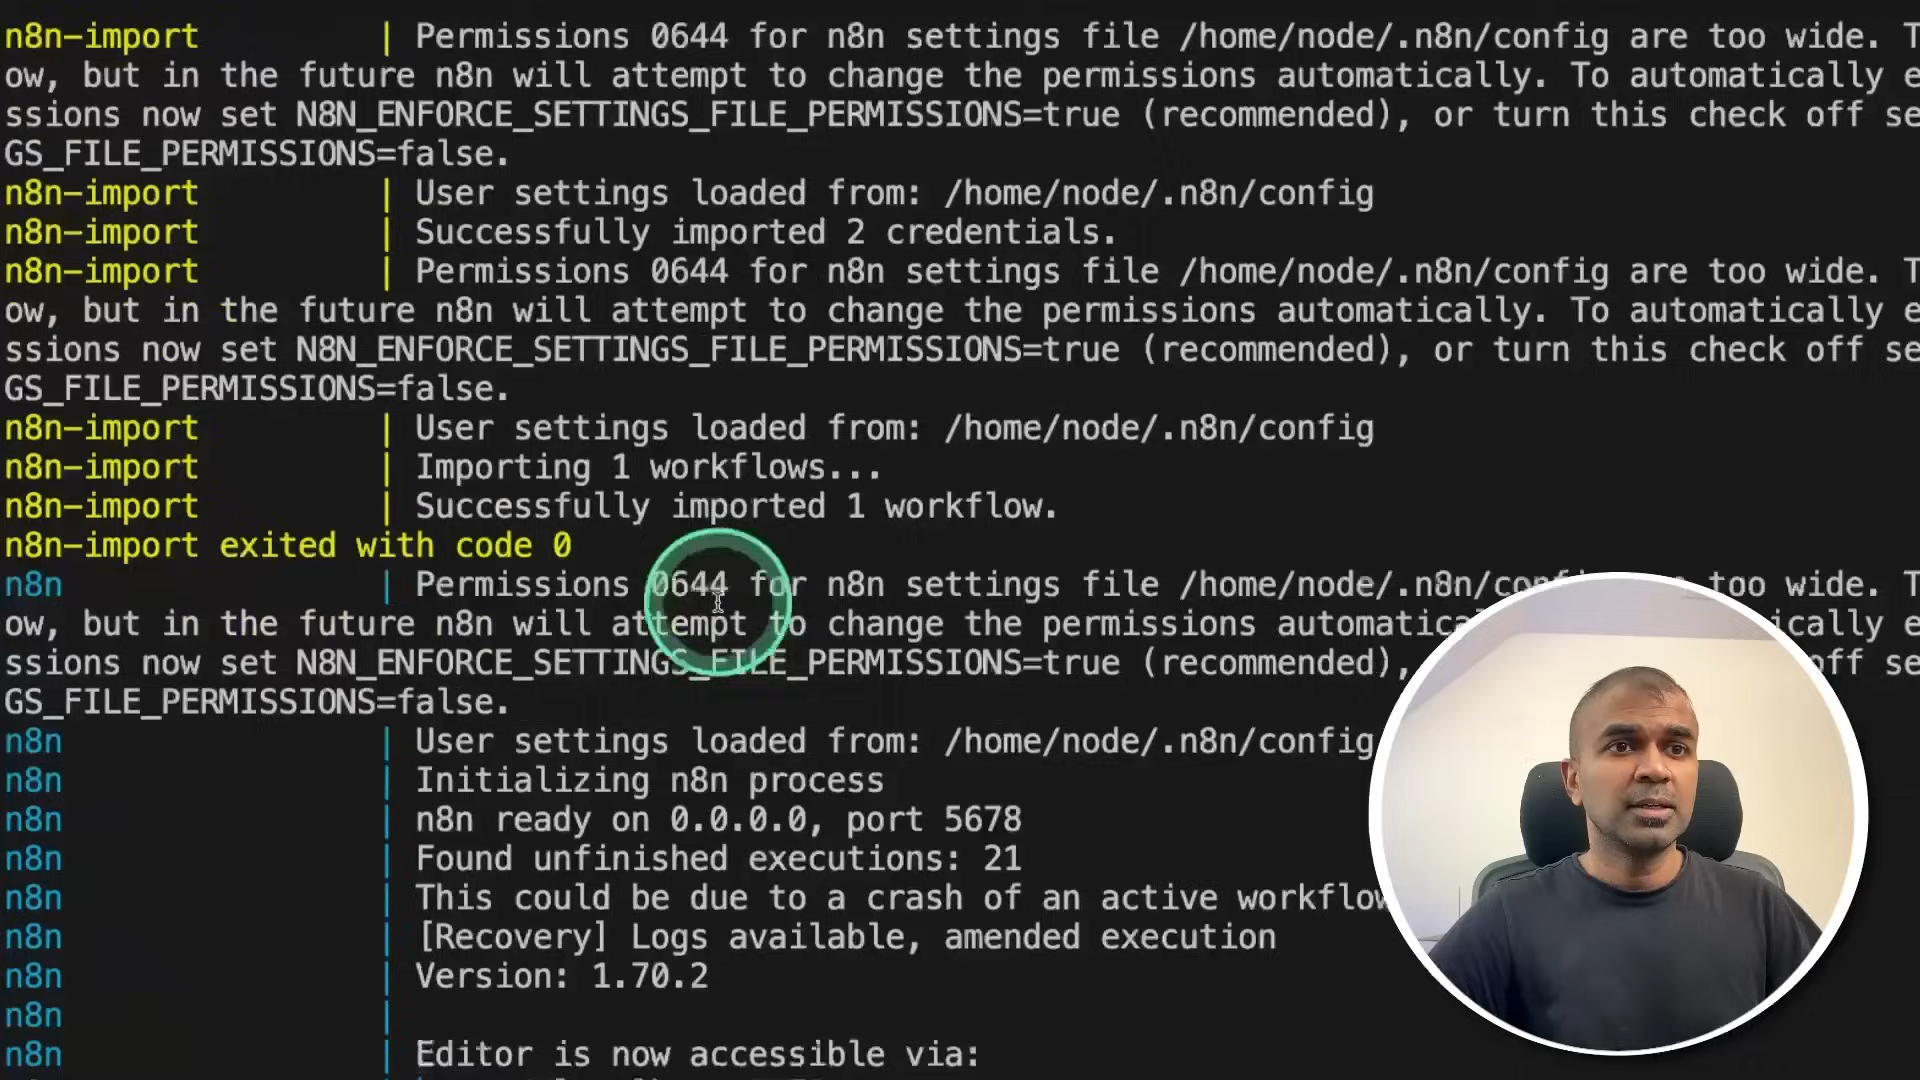 n8n-import | Permissions 0644 for n8n settings file /home/node/.n8n/config are too wide. T
ow, but in the future n8n will attempt to change the permissions automatically. To automatically e
ssions now set N8N_ENFORCE_SETTINGS_FILE_PERMISSIONS=true (recommended), or turn this check off se
GS_FILE_PERMISSIONS=false.
n8n-import | User settings loaded from: /home/node/.n8n/config
n8n-import | Successfully imported 2 credentials.
n8n-import | Permissions 0644 for n8n settings file /home/node/.n8n/config are too wide. T
ow, but in the future n8n will attempt to change the permissions automatically. To automatically e
ssions now set N8N_ENFORCE_SETTINGS_FILE_PERMISSIONS=true (recommended), or turn this check off se
GS_FILE_PERMISSIONS=false.
n8n-import | User settings loaded from: /home/node/.n8n/config
n8n-import | Importing 1 workflows...
n8n-import | Successfully imported 1 workflow.
n8n-import exited with code 0
n8n | Permissions 0644 for n8n settings file /home/node/.n8n/con too wide. T
ow, but in the future n8n will attempt to change the permissions automatica ically e
ssions now set N8N_ENFORCE_SETTINGS_FILE_PERMISSIONS=true (recommended), off se
GS_FILE_PERMISSIONS=false.
n8n | User settings loaded from: /home/node/.n8n/config
n8n | Initializing n8n process
n8n | n8n ready on 0.0.0.0, port 5678
n8n | Found unfinished executions: 21
n8n | This could be due to a crash of an active workflow
n8n | [Recovery] Logs available, amended execution
n8n | Version: 1.70.2
n8n |
n8n | Editor is now accessible via: